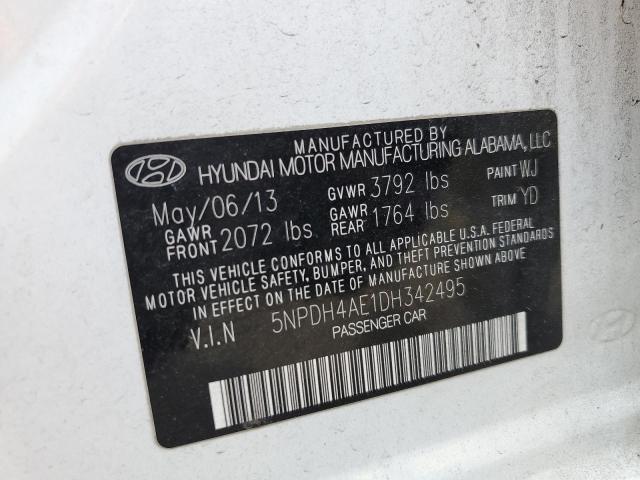 MANUFACTURED BY
HYUNDAI MOTOR MANUFACTURING ALABAMA, LLC
May/06/13 GVWR 3792 lbs PAINT WJ
GAWR FRONT 2072 lbs. GAWR REAR 1764 lbs TRIM YD
THIS VEHICLE CONFORMS TO ALL APPLICABLE U.S.A. FEDERAL
MOTOR VEHICLE SAFETY, BUMPER, AND THEFT PREVENTION STANDARDS
IN EFFECT ON THE DATE OF MANUFACTURE SHOWN ABOVE
V.I.N 5NPDH4AE1DH342495
PASSENGER CAR